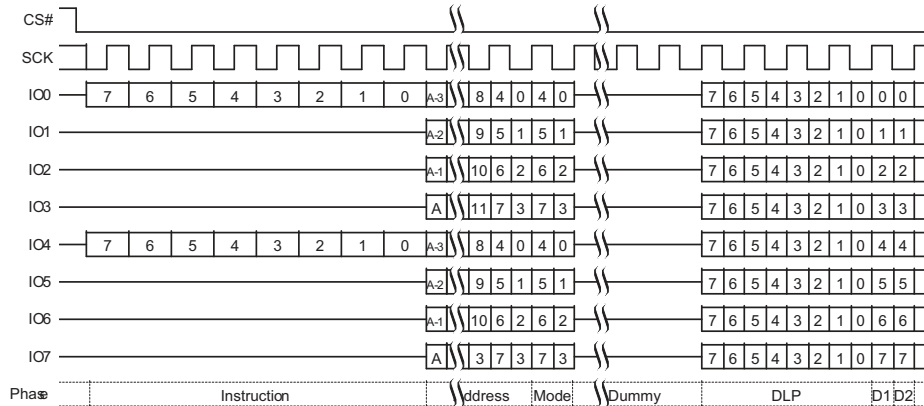 CS#
SCK
IO0 7 6 5 4 3 2 1 0 A-3 8 4 0 4 0 7 6 5 4 3 2 1 0 0 0
IO1 A-2 9 5 1 5 1 7 6 5 4 3 2 1 0 1 1
IO2 A-1 10 6 2 6 2 7 6 5 4 3 2 1 0 2 2
IO3 A 11 7 3 7 3 7 6 5 4 3 2 1 0 3 3
IO4 7 6 5 4 3 2 1 0 A-3 8 4 0 4 0 7 6 5 4 3 2 1 0 4 4
IO5 A-2 9 5 1 5 1 7 6 5 4 3 2 1 0 5 5
IO6 A-1 10 6 2 6 2 7 6 5 4 3 2 1 0 6 6
IO7 A 3 7 3 7 3 7 6 5 4 3 2 1 0 7 7
Phase Instruction ddress Mode Dummy DLP D1 D2